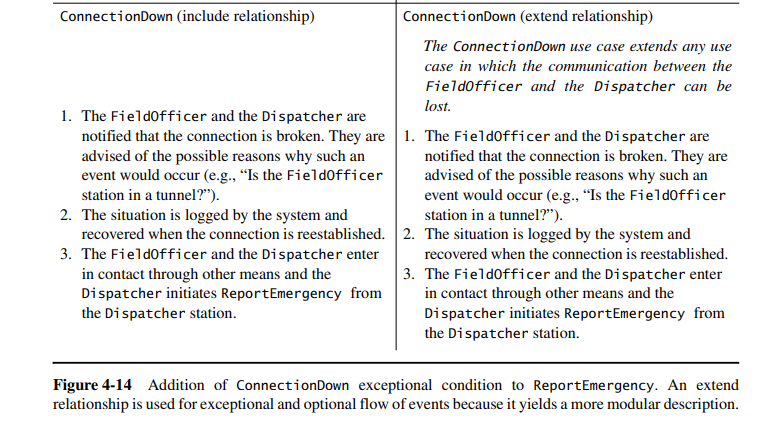 ConnectionDown (include relationship)
1. The FieldOfficer and the Dispatcher are
notified that the connection is broken. They are
advised of the possible reasons why such an
event would occur (e.g., “Is the FieldOfficer
station in a tunnel?”).
2. The situation is logged by the system and
recovered when the connection is reestablished.
3. The FieldOfficer and the Dispatcher enter
in contact through other means and the
Dispatcher initiates ReportEmergency from
the Dispatcher station.
ConnectionDown (extend relationship)
The ConnectionDown use case extends any use
case in which the communication between the
FieldOfficer and the Dispatcher can be
lost.
1. The FieldOfficer and the Dispatcher are
notified that the connection is broken. They are
advised of the possible reasons why such an
event would occur (e.g., “Is the FieldOfficer
station in a tunnel?”).
2. The situation is logged by the system and
recovered when the connection is reestablished.
3. The FieldOfficer and the Dispatcher enter
in contact through other means and the
Dispatcher initiates ReportEmergency from
the Dispatcher station.
Figure 4-14 Addition of ConnectionDown exceptional condition to ReportEmergency. An extend
relationship is used for exceptional and optional flow of events because it yields a more modular description.